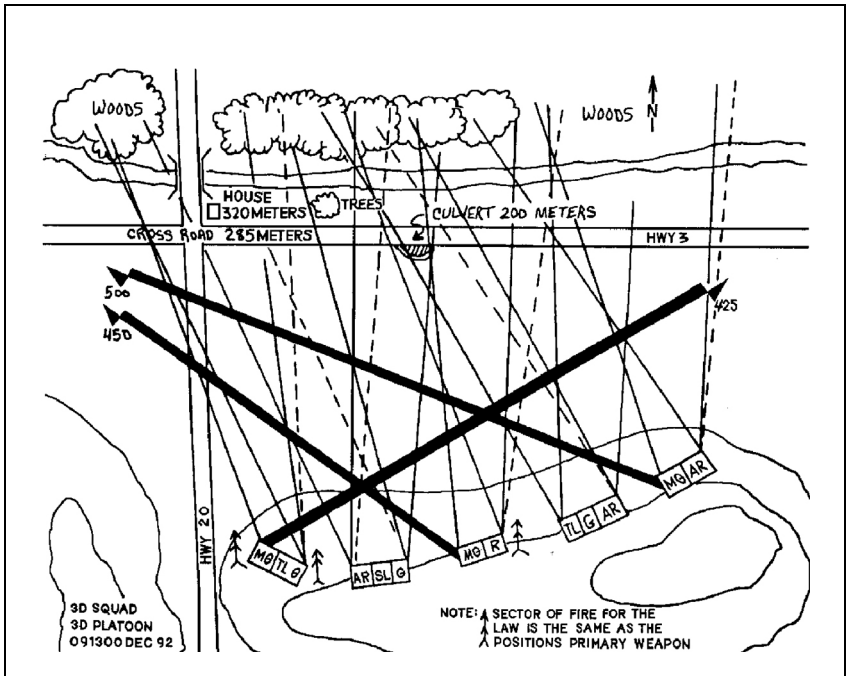 WOODS
WOODS
N
HOUSE
320 METERS
TREES
CULVERT 200 METERS
CROSS ROAD 285 METERS
HWY 3
500
450
425
HWY 20
MG TL G
AR SL G
MG R
TL G AR
MG AR
3D SQUAD
3D PLATOON
091300 DEC 92
NOTE: SECTOR OF FIRE FOR THE
LAW IS THE SAME AS THE
POSITIONS PRIMARY WEAPON